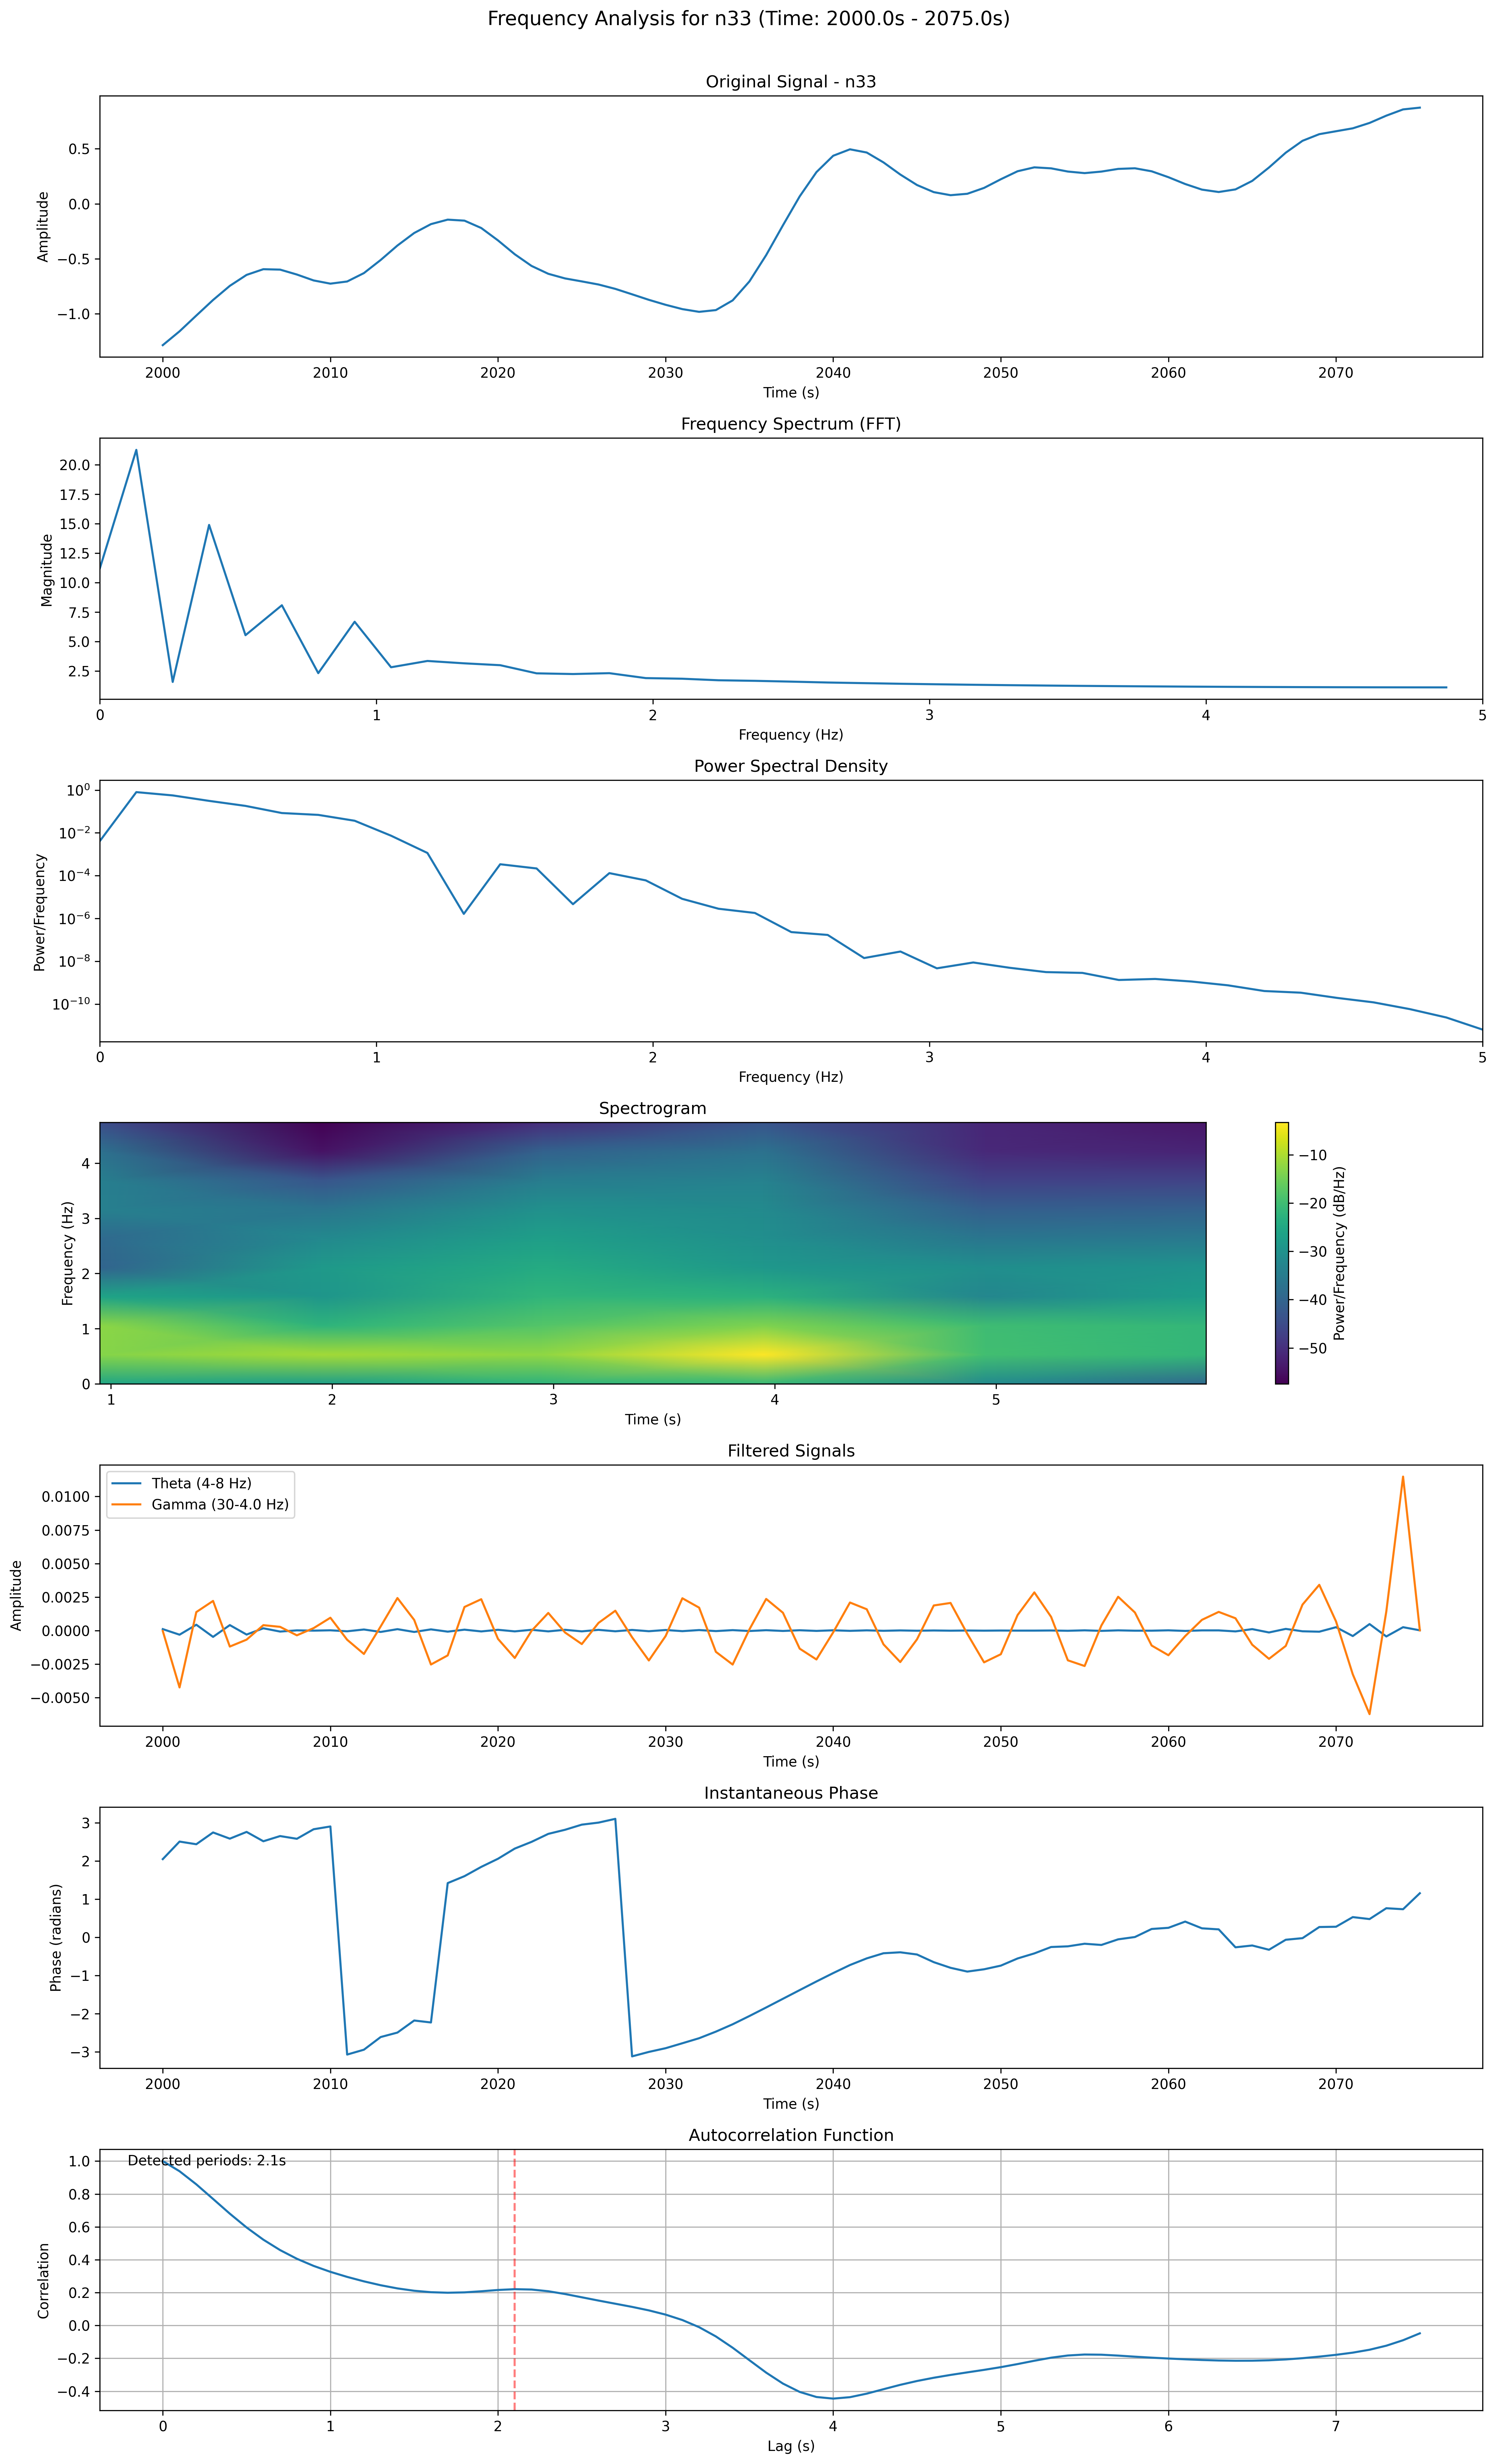 Frequency Analysis for n33 (Time: 2000.0s - 2075.0s)
Original Signal - n33
Amplitude
0.5
0.0
−0.5
−1.0
2000 2010 2020 2030 2040 2050 2060 2070
Time (s)
Frequency Spectrum (FFT)
Magnitude
20.0
17.5
15.0
12.5
10.0
7.5
5.0
2.5
0 1 2 3 4 5
Frequency (Hz)
Power Spectral Density
Power/Frequency
10⁰
10⁻²
10⁻⁴
10⁻⁶
10⁻⁸
10⁻¹⁰
0 1 2 3 4 5
Frequency (Hz)
Spectrogram
Frequency (Hz)
4
3
2
1
0
1 2 3 4 5
Time (s)
−10
−20
−30
−40
−50
Power/Frequency (dB/Hz)
Filtered Signals
Theta (4-8 Hz)
Gamma (30-4.0 Hz)
Amplitude
0.0100
0.0075
0.0050
0.0025
0.0000
−0.0025
−0.0050
2000 2010 2020 2030 2040 2050 2060 2070
Time (s)
Instantaneous Phase
Phase (radians)
3
2
1
0
−1
−2
−3
2000 2010 2020 2030 2040 2050 2060 2070
Time (s)
Autocorrelation Function
Detected periods: 2.1s
Correlation
1.0
0.8
0.6
0.4
0.2
0.0
−0.2
−0.4
0 1 2 3 4 5 6 7
Lag (s)